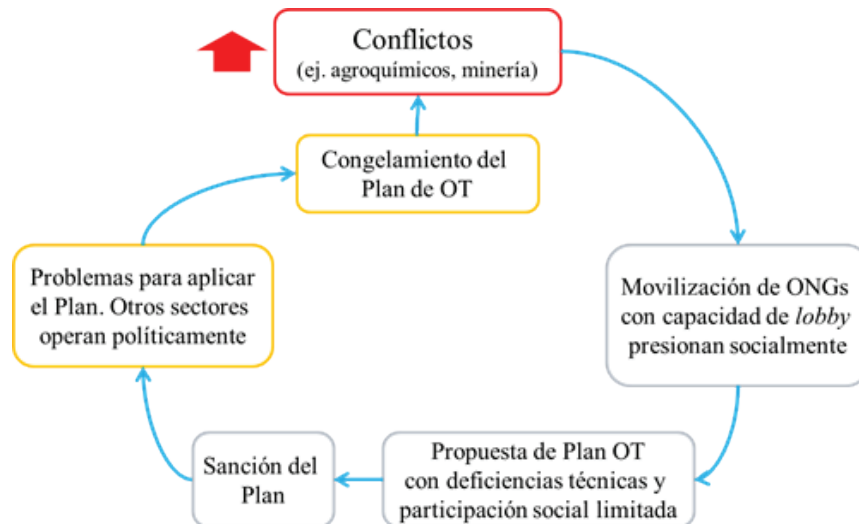 Conflictos
(ej. agroquímicos, minería)
Congelamiento del
Plan de OT
Problemas para aplicar
el Plan. Otros sectores
operan políticamente
Movilización de ONGs
con capacidad de lobby
presionan socialmente
Sanción del
Plan
Propuesta de Plan OT
con deficiencias técnicas y
participación social limitada